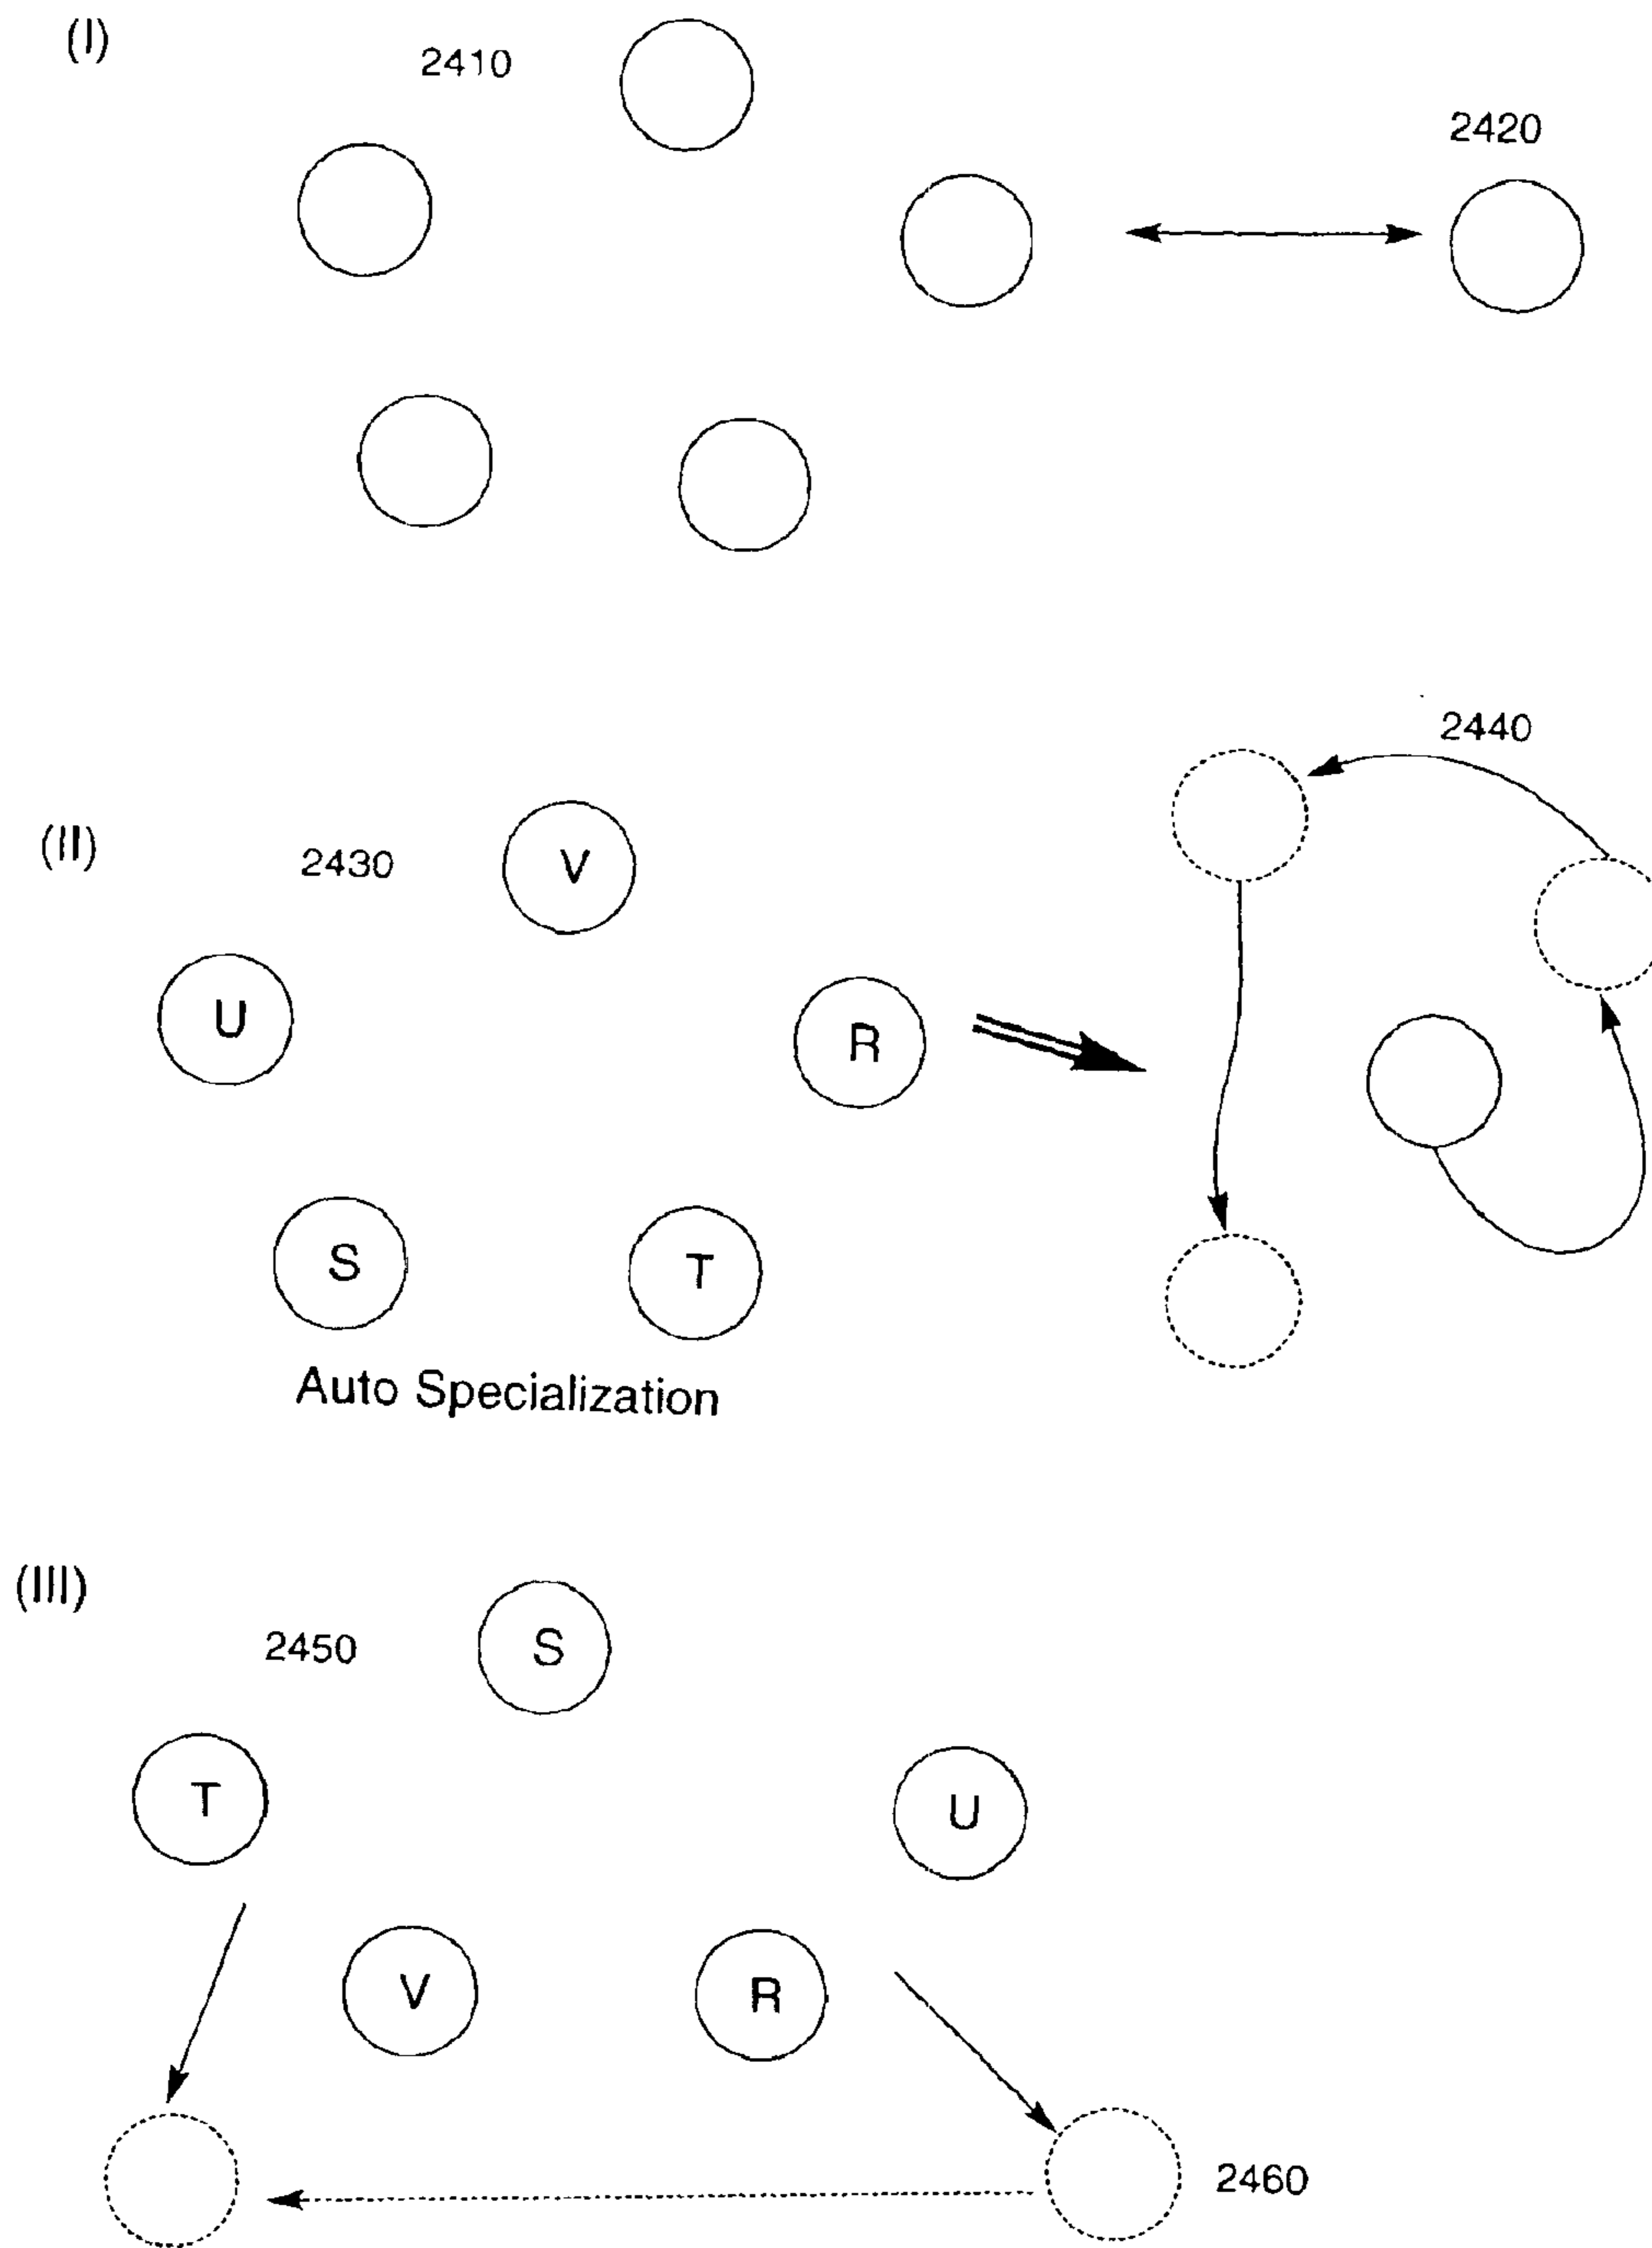 (I)
2410
2420
2440
(II)
2430
V
U
R
S
T
Auto Specialization
(III)
2450
S
T
U
V
R
2460